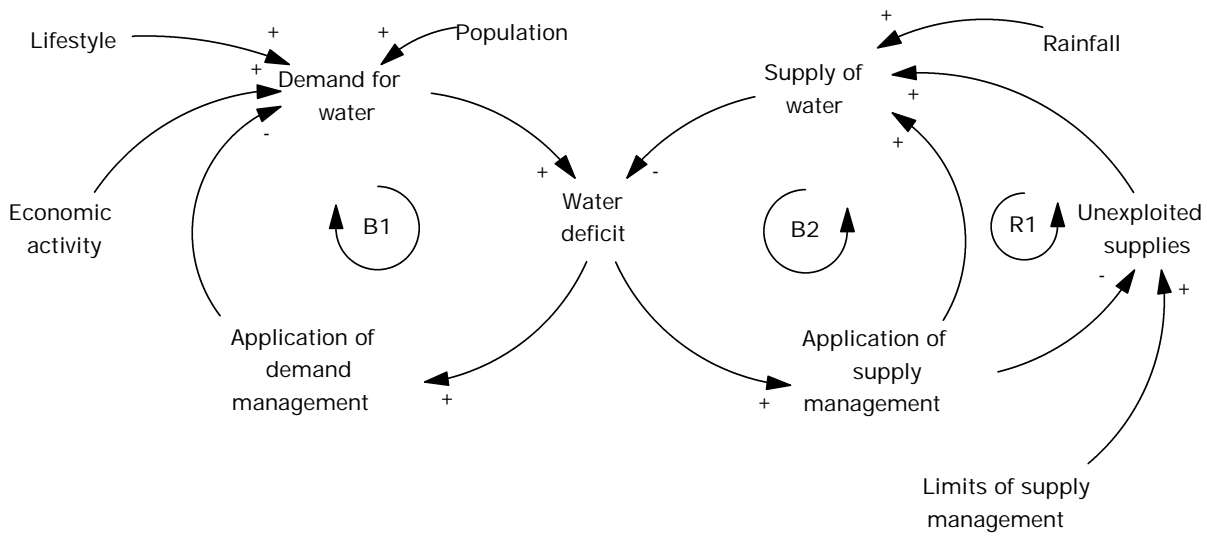 Lifestyle
+
+
Population
+
Demand for
water
-
Economic
activity
+
Water
deficit
-
B1
Application of
demand
management
+
+
Rainfall
Supply of
water
+
+
B2
R1
Unexploited
supplies
-
+
Application of
supply
management
+
Limits of supply
management